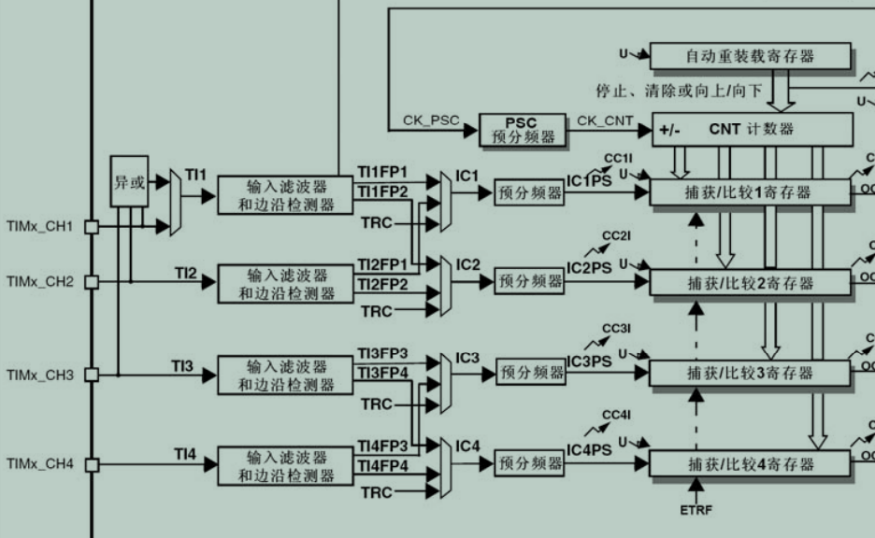 U
自动重装载寄存器
停止、清除或向上/向下
U
CK_PSC
PSC
预分频器
CK_CNT
+/-
CNT 计数器
异或
TI1
输入滤波器
和边沿检测器
TI1FP1
TI1FP2
TRC
IC1
预分频器
IC1PS
CC1I
U
捕获/比较1寄存器
C
OC
TIMx_CH1
TIMx_CH2
TI2
输入滤波器
和边沿检测器
TI2FP1
TI2FP2
TRC
IC2
预分频器
IC2PS
CC2I
U
捕获/比较2寄存器
C
OC
TIMx_CH3
TI3
输入滤波器
和边沿检测器
TI3FP3
TI3FP4
TRC
IC3
预分频器
IC3PS
CC3I
U
捕获/比较3寄存器
C
OC
TIMx_CH4
TI4
输入滤波器
和边沿检测器
TI4FP3
TI4FP4
TRC
IC4
预分频器
IC4PS
CC4I
U
捕获/比较4寄存器
C
OC
ETRF